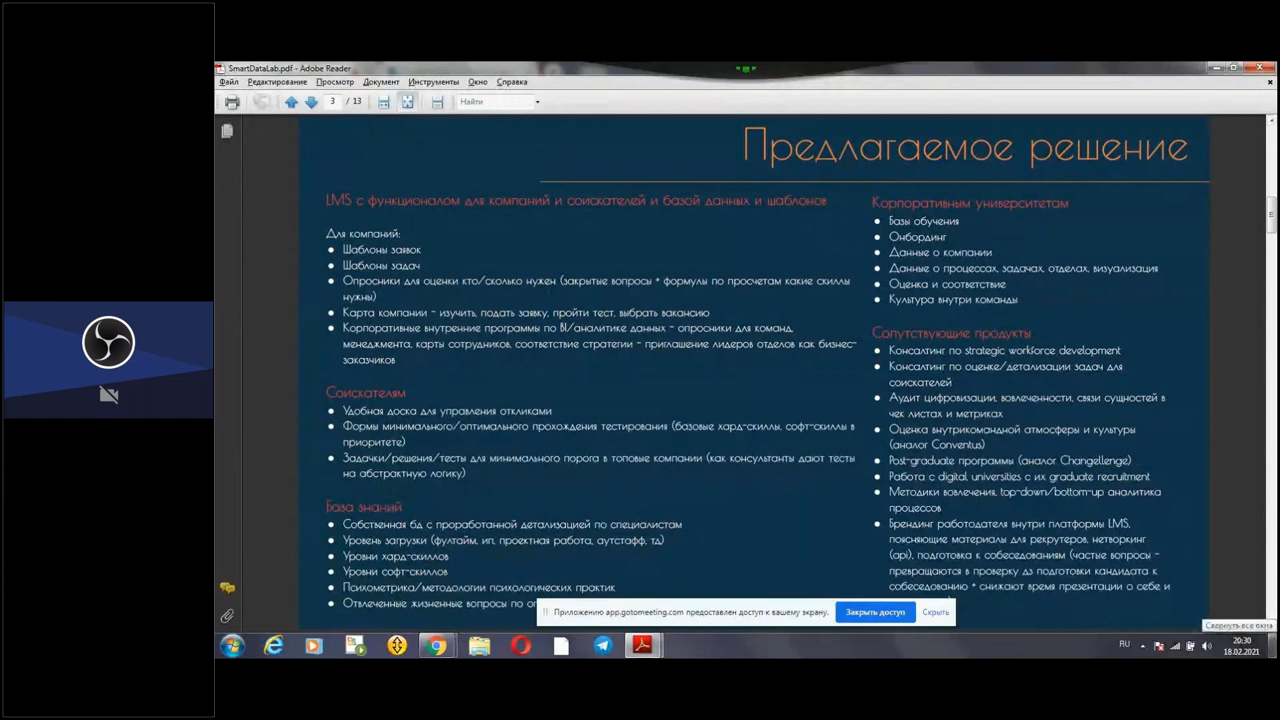 SmartDataLab.pdf - Adobe Reader
Файл Редактирование Просмотр Документ Инструменты Окно Справка
3 / 13 Найти
Предлагаемое решение
LMS с функционалом для компаний и соискателей и базой данных и шаблонов
Для компаний:
● Шаблоны заявок
● Шаблоны задач
● Опросники для оценки кто/сколько нужен (закрытые вопросы + формулы по просчетам какие скиллы
нужны)
● Карта компании - изучить, подать заявку, пройти тест, выбрать вакансию
● Корпоративные внутренние программы по BI/аналитике данных - опросники для команд,
менеджмента, карты сотрудников, соответствие стратегии - приглашение лидеров отделов как бизнес-
заказчиков
Соискателям
● Удобная доска для управления откликами
● Формы минимального/оптимального прохождения тестирования (базовые хард-скиллы, софт-скиллы в
приоритете)
● Задачки/решения/тесты для минимального порога в топовые компании (как консультанты дают тесты
на абстрактную логику)
База знаний
● Собственная бд с проработанной детализацией по специалистам
● Уровень загрузки (фултайм, ип, проектная работа, аутстафф, тд)
● Уровни хард-скиллов
● Уровни софт-скиллов
● Психометрика/методологии психологических практик
● Отвлеченные жизненные вопросы по
Корпоративным университетам
● Базы обучения
● Онбординг
● Данные о компании
● Данные о процессах, задачах, отделах, визуализация
● Оценка и соответствие
● Культура внутри команды
Сопутствующие продукты
● Консалтинг по strategic workforce development
● Консалтинг по оценке/детализации задач для
соискателей
● Аудит цифровизации, вовлеченности, связи сущностей в
чек листах и метриках
● Оценка внутрикомандной атмосферы и культуры
(аналог Conventus)
● Post-graduate программы (аналог Changellenge)
● Работа с digital universities с их graduate recruitment
● Методики вовлечения, top-down/bottom-up аналитика
процессов
● Брендинг работодателя внутри платформы LMS,
поясняющие материалы для рекрутеров, нетворкинг
(api), подготовка к собеседованиям (частые вопросы -
превращаются в проверку дз подготовки кандидата к
собеседованию + снижают время презентации о себе и
Приложению app.gotomeeting.com предоставлен доступ к вашему экрану. Закрыть доступ Скрыть
Свернуть все окна
RU 20:30
18.02.2021